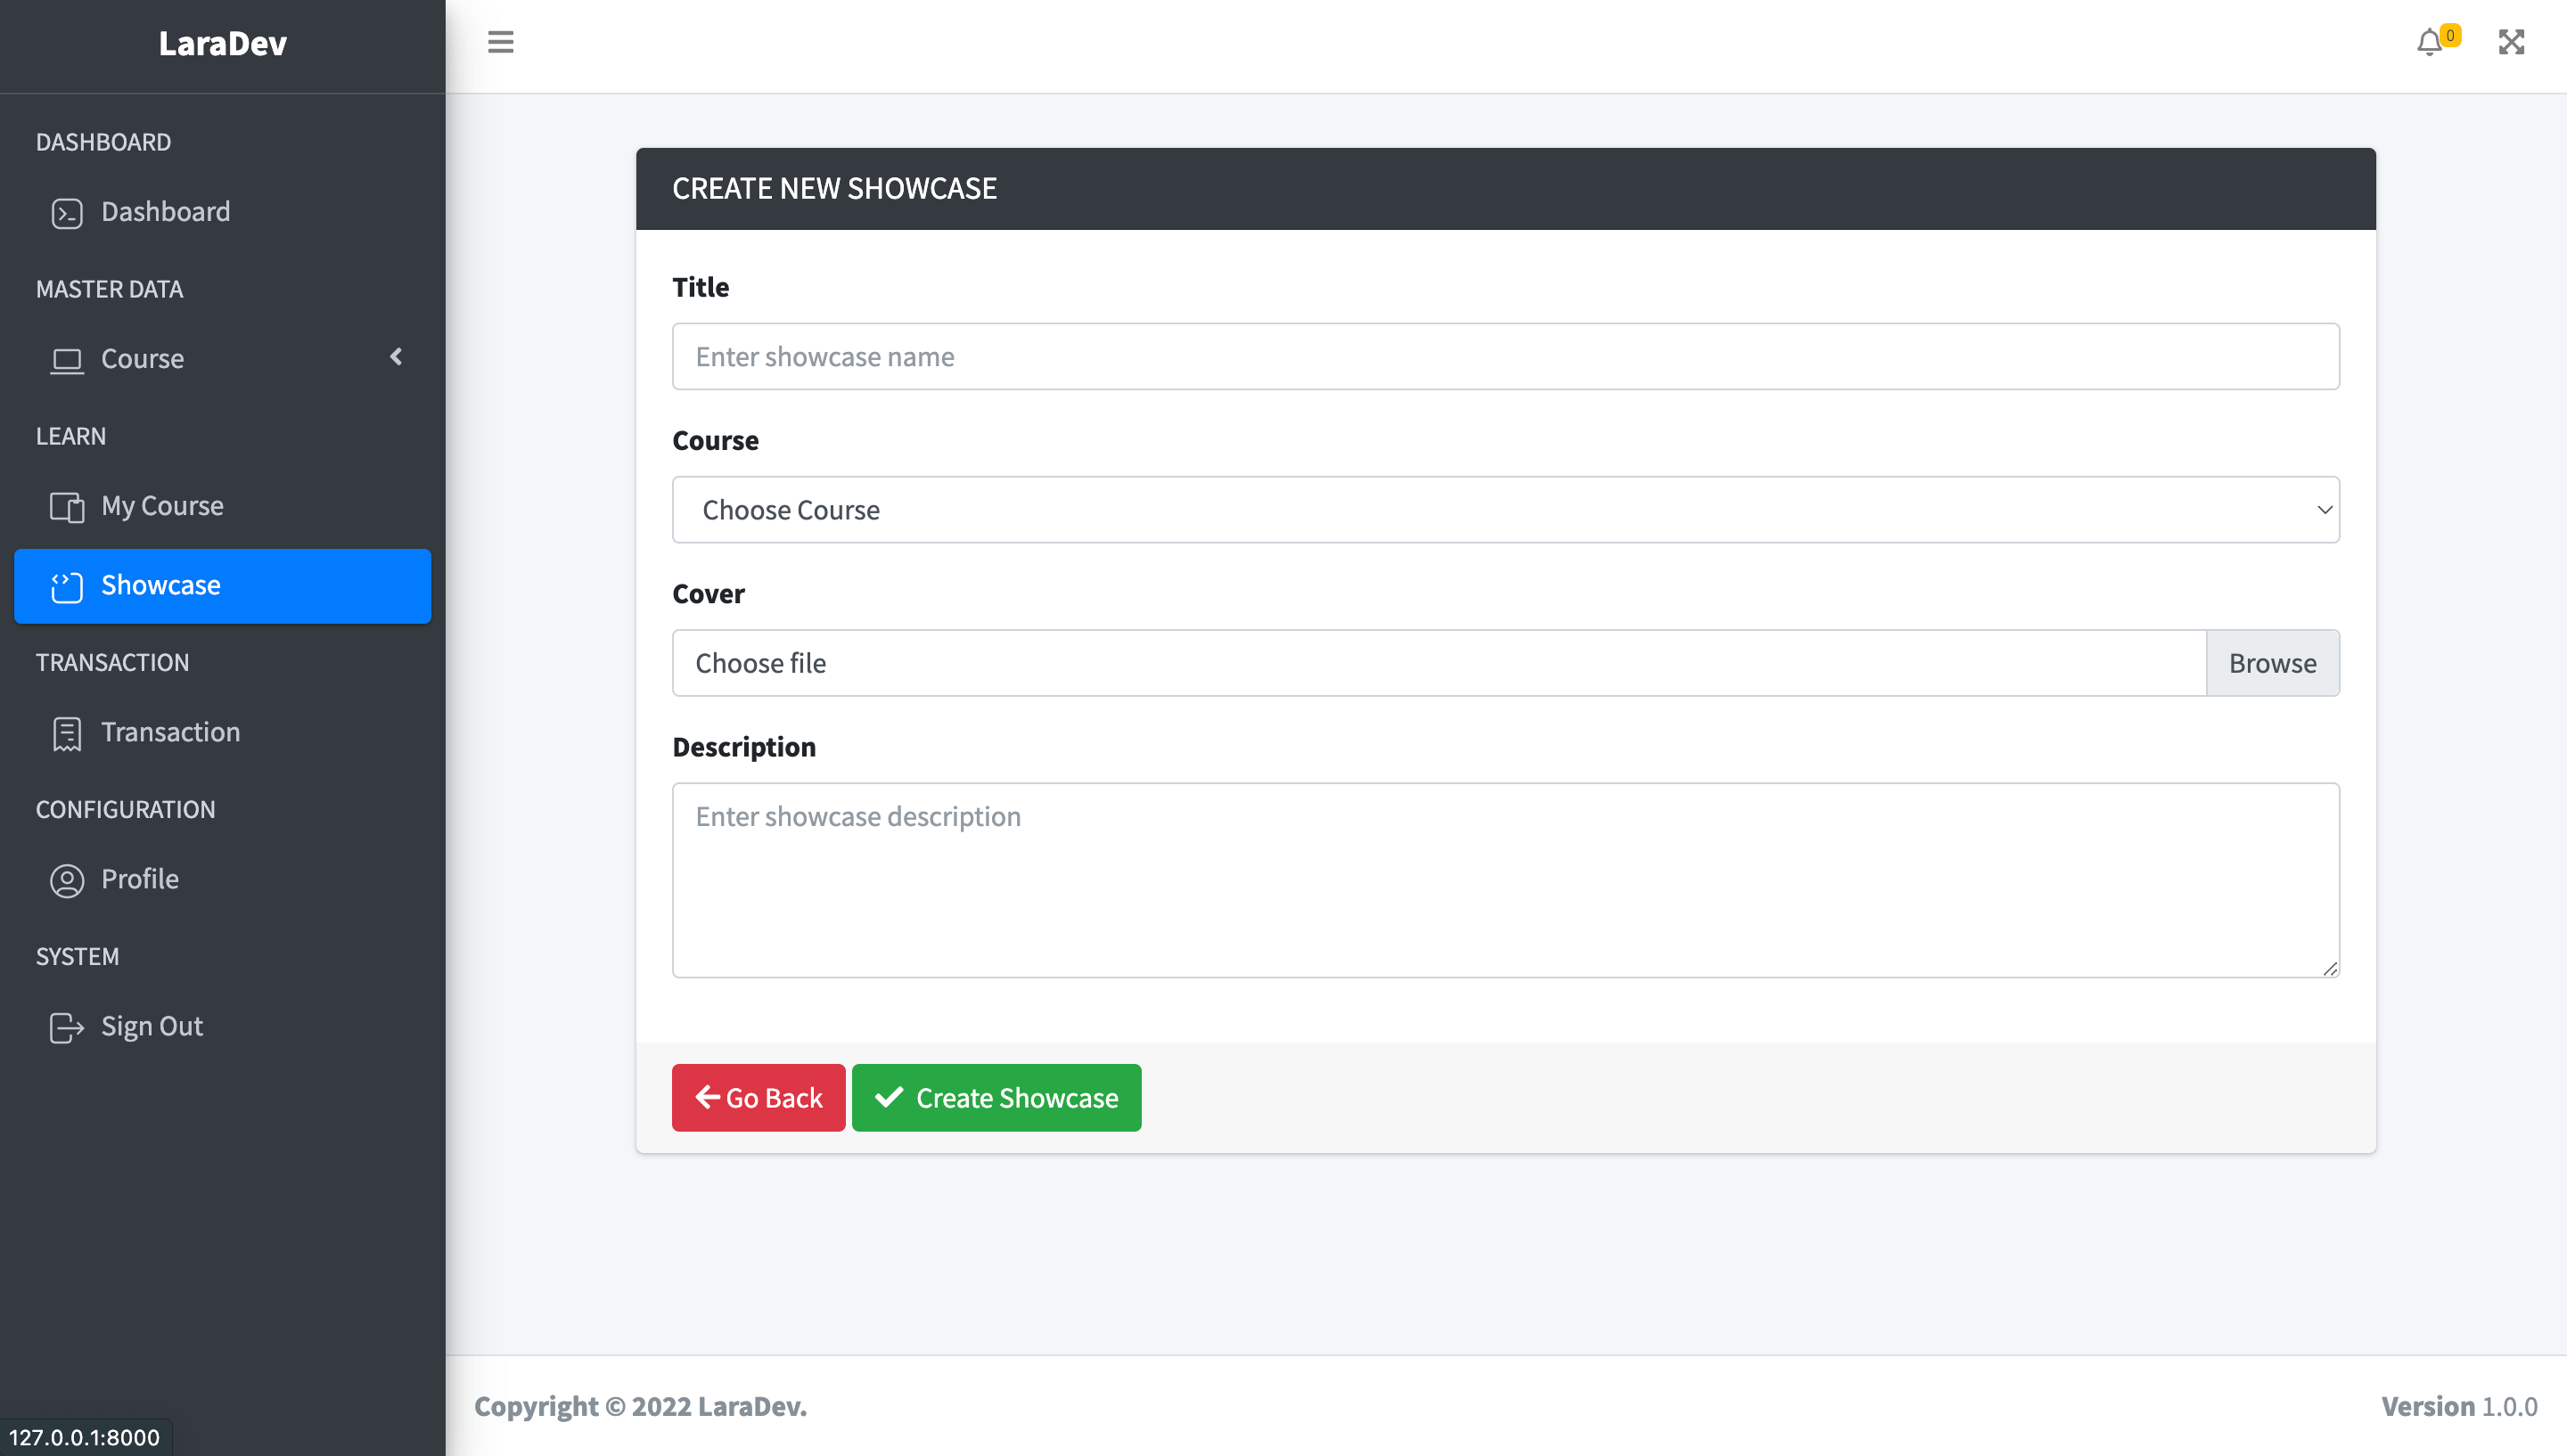 LaraDev
0
DASHBOARD
Dashboard
MASTER DATA
Course
LEARN
My Course
Showcase
TRANSACTION
Transaction
CONFIGURATION
Profile
SYSTEM
Sign Out
CREATE NEW SHOWCASE
Title
Enter showcase name
Course
Choose Course
Cover
Choose file
Browse
Description
Enter showcase description
Go Back
Create Showcase
Copyright © 2022 LaraDev.
Version 1.0.0
127.0.0.1:8000